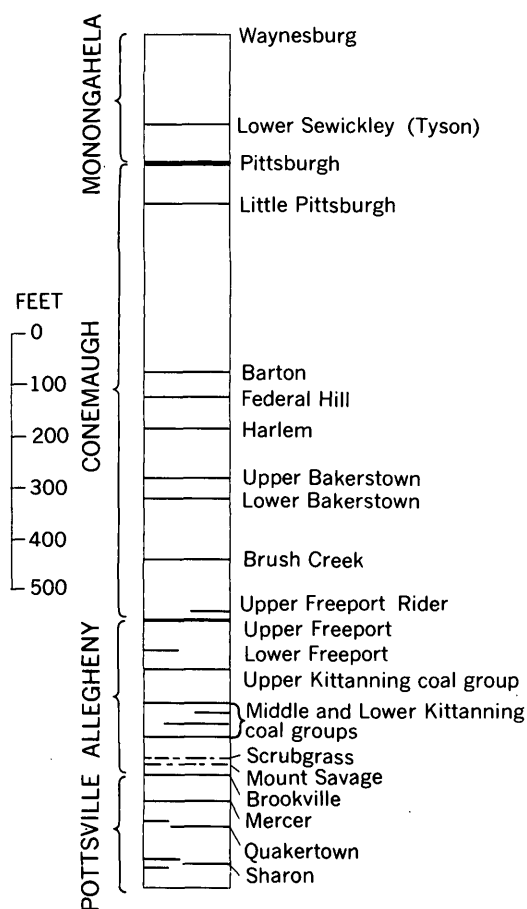 MONONGAHELA
Waynesburg
Lower Sewickley (Tyson)
Pittsburgh
Little Pittsburgh
FEET
0
100
200
300
400
500
CONEMAUGH
Barton
Federal Hill
Harlem
Upper Bakerstown
Lower Bakerstown
Brush Creek
Upper Freeport Rider
ALLEGHENY
Upper Freeport
Lower Freeport
Upper Kittanning coal group
Middle and Lower Kittanning
coal groups
Scrubgrass
Mount Savage
POTTSVILLE
Brookville
Mercer
Quakertown
Sharon